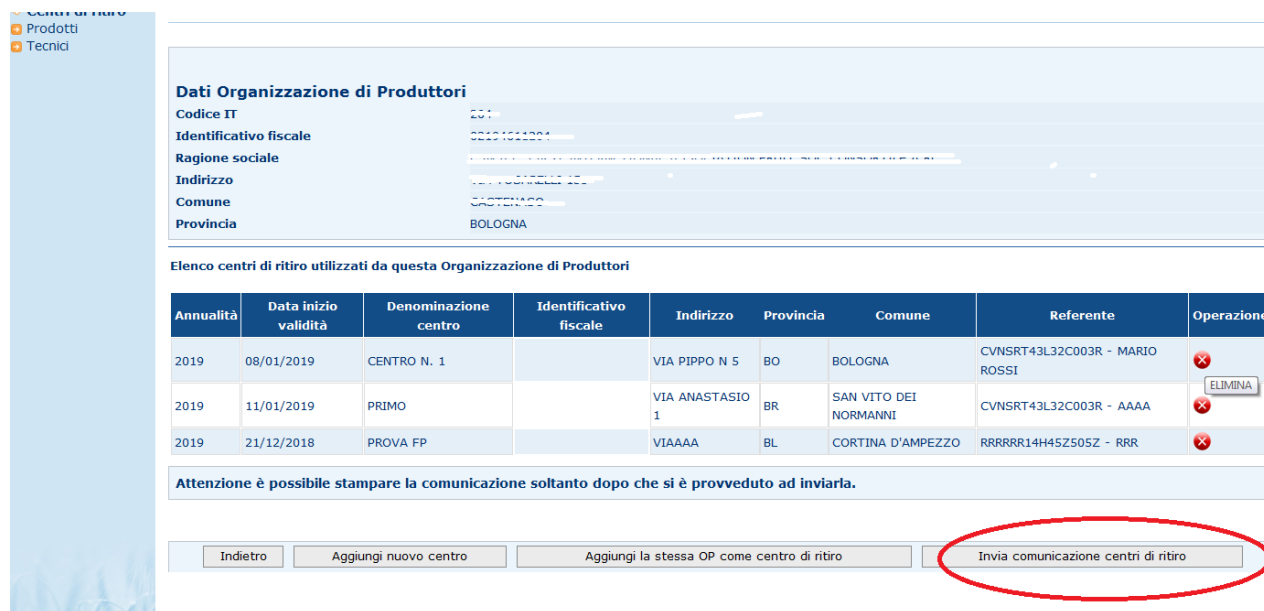 Centri di ritiro
Prodotti
Tecnici
Dati Organizzazione di Produttori
Codice IT
Identificativo fiscale
Ragione sociale
Indirizzo
Comune
Provincia BOLOGNA
Elenco centri di ritiro utilizzati da questa Organizzazione di Produttori
Annualità Data inizio validità Denominazione centro Identificativo fiscale Indirizzo Provincia Comune Referente Operazione
2019 08/01/2019 CENTRO N. 1 VIA PIPPO N 5 BO BOLOGNA CVNSRT43L32C003R - MARIO ROSSI
ELIMINA
2019 11/01/2019 PRIMO VIA ANASTASIO 1 BR SAN VITO DEI NORMANNI CVNSRT43L32C003R - AAAA
2019 21/12/2018 PROVA FP VIAAAA BL CORTINA D'AMPEZZO RRRRRR14H45Z505Z - RRR
Attenzione è possibile stampare la comunicazione soltanto dopo che si è provveduto ad inviarla.
Indietro Aggiungi nuovo centro Aggiungi la stessa OP come centro di ritiro Invia comunicazione centri di ritiro